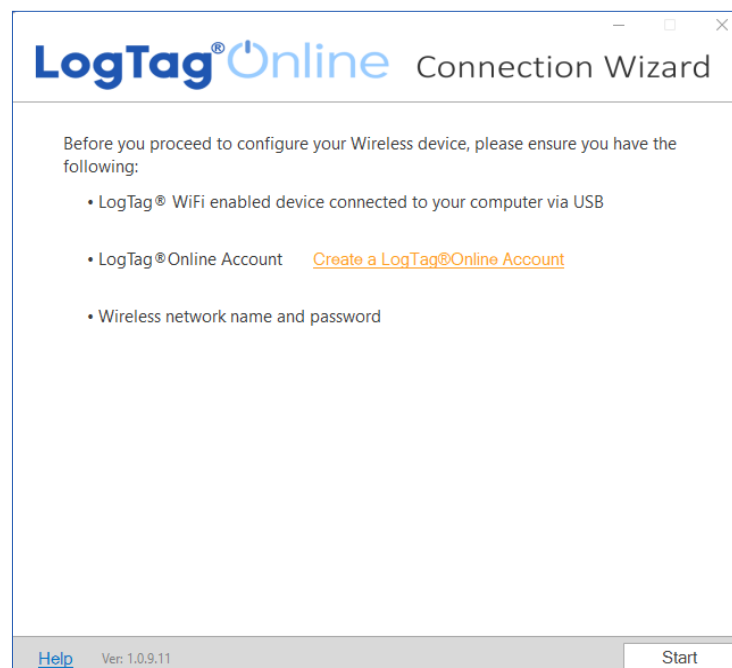 LogTag®Online Connection Wizard
Before you proceed to configure your Wireless device, please ensure you have the
following:
• LogTag® WiFi enabled device connected to your computer via USB
• LogTag®Online Account Create a LogTag®Online Account
• Wireless network name and password
Help Ver: 1.0.9.11 Start